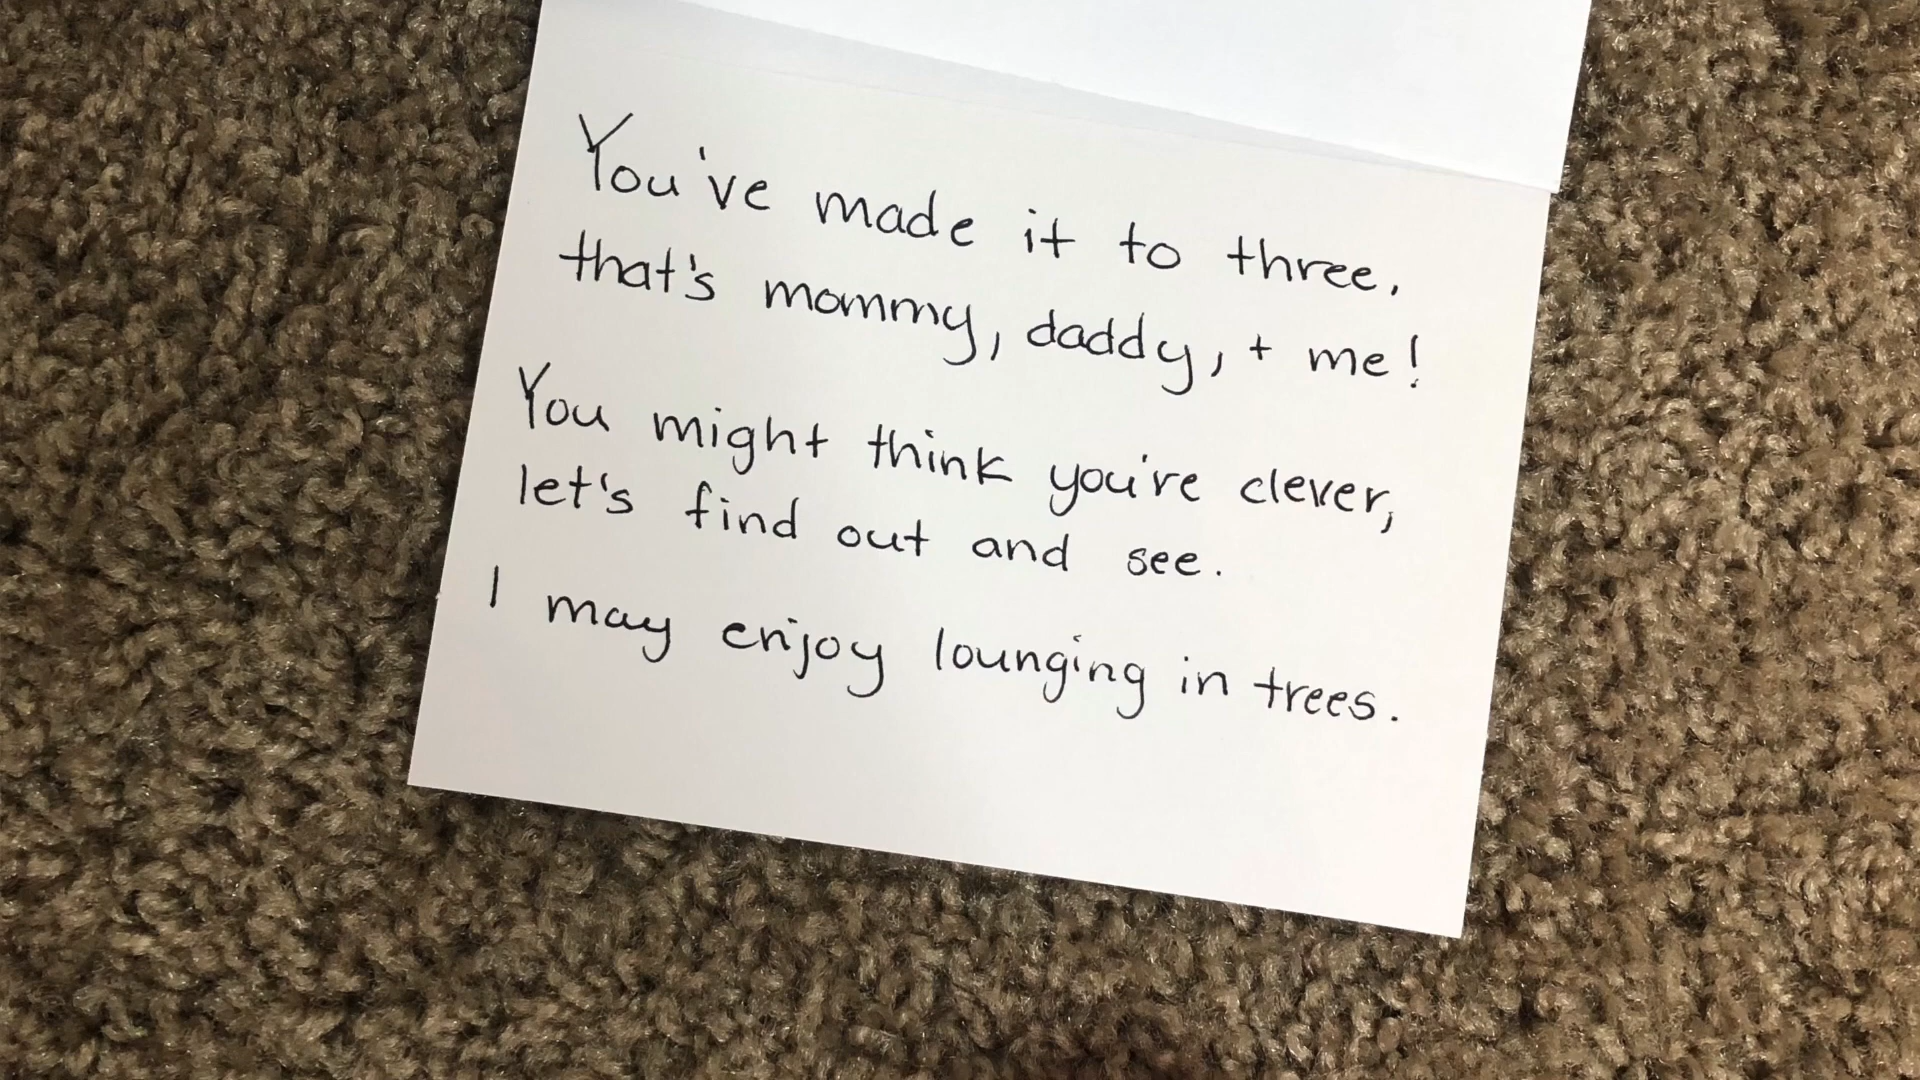 You've made it to three.
that's mommy, daddy, + me!
You might think you're clever,
let's find out and see.
I may enjoy lounging in trees.